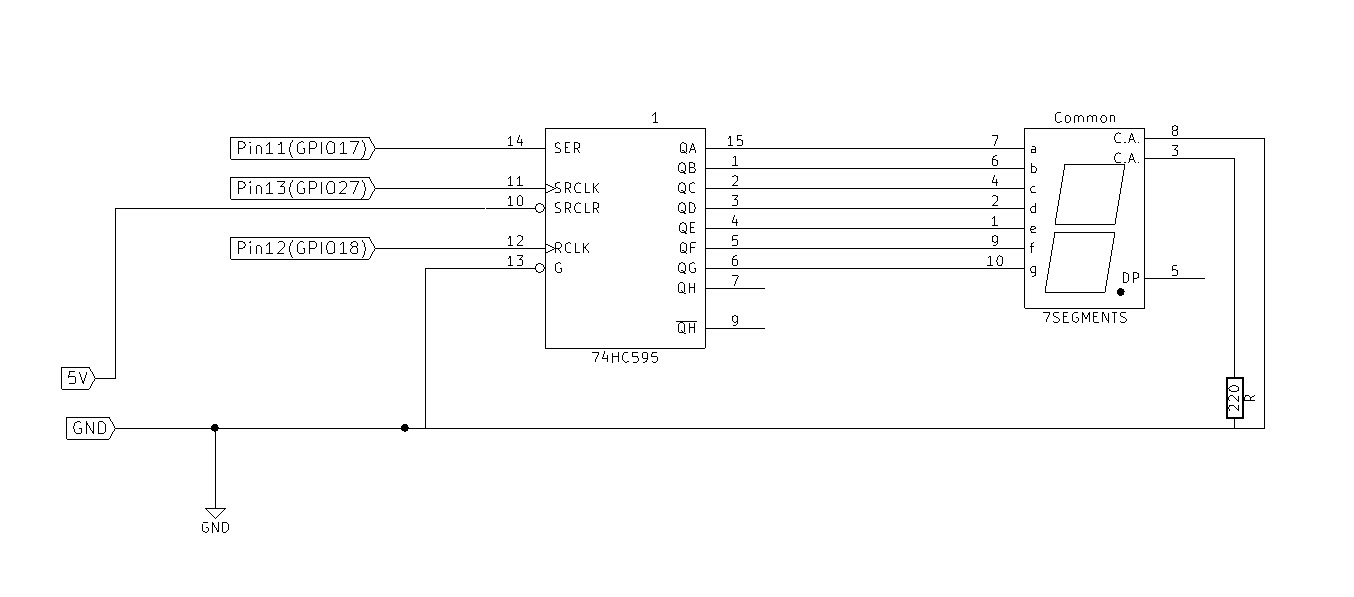 1
Common
Pin11(GPIO17) 14 SER QA 15 7 a C.A. 8
QB 1 6 b C.A. 3
Pin13(GPIO27) 11 SRCLK QC 2 4 c
10 SRCLR QD 3 2 d
QE 4 1 e
Pin12(GPIO18) 12 RCLK QF 5 9 f
13 G QG 6 10 g
QH 7 DP 5
QH 9 7SEGMENTS
74HC595
5V
220 R
GND
GND